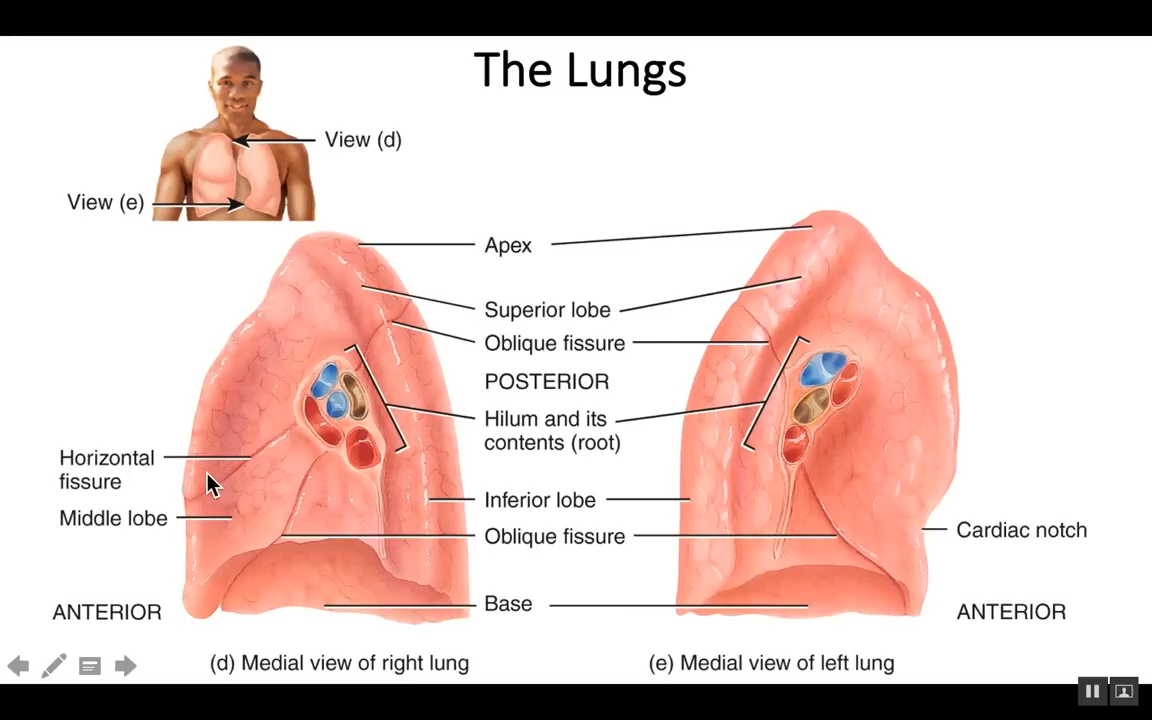 The Lungs
View (d)
View (e)
Apex
Superior lobe
Oblique fissure
POSTERIOR
Hilum and its
contents (root)
Horizontal
fissure
Middle lobe
Inferior lobe
Oblique fissure
Cardiac notch
Base
ANTERIOR
ANTERIOR
(d) Medial view of right lung
(e) Medial view of left lung